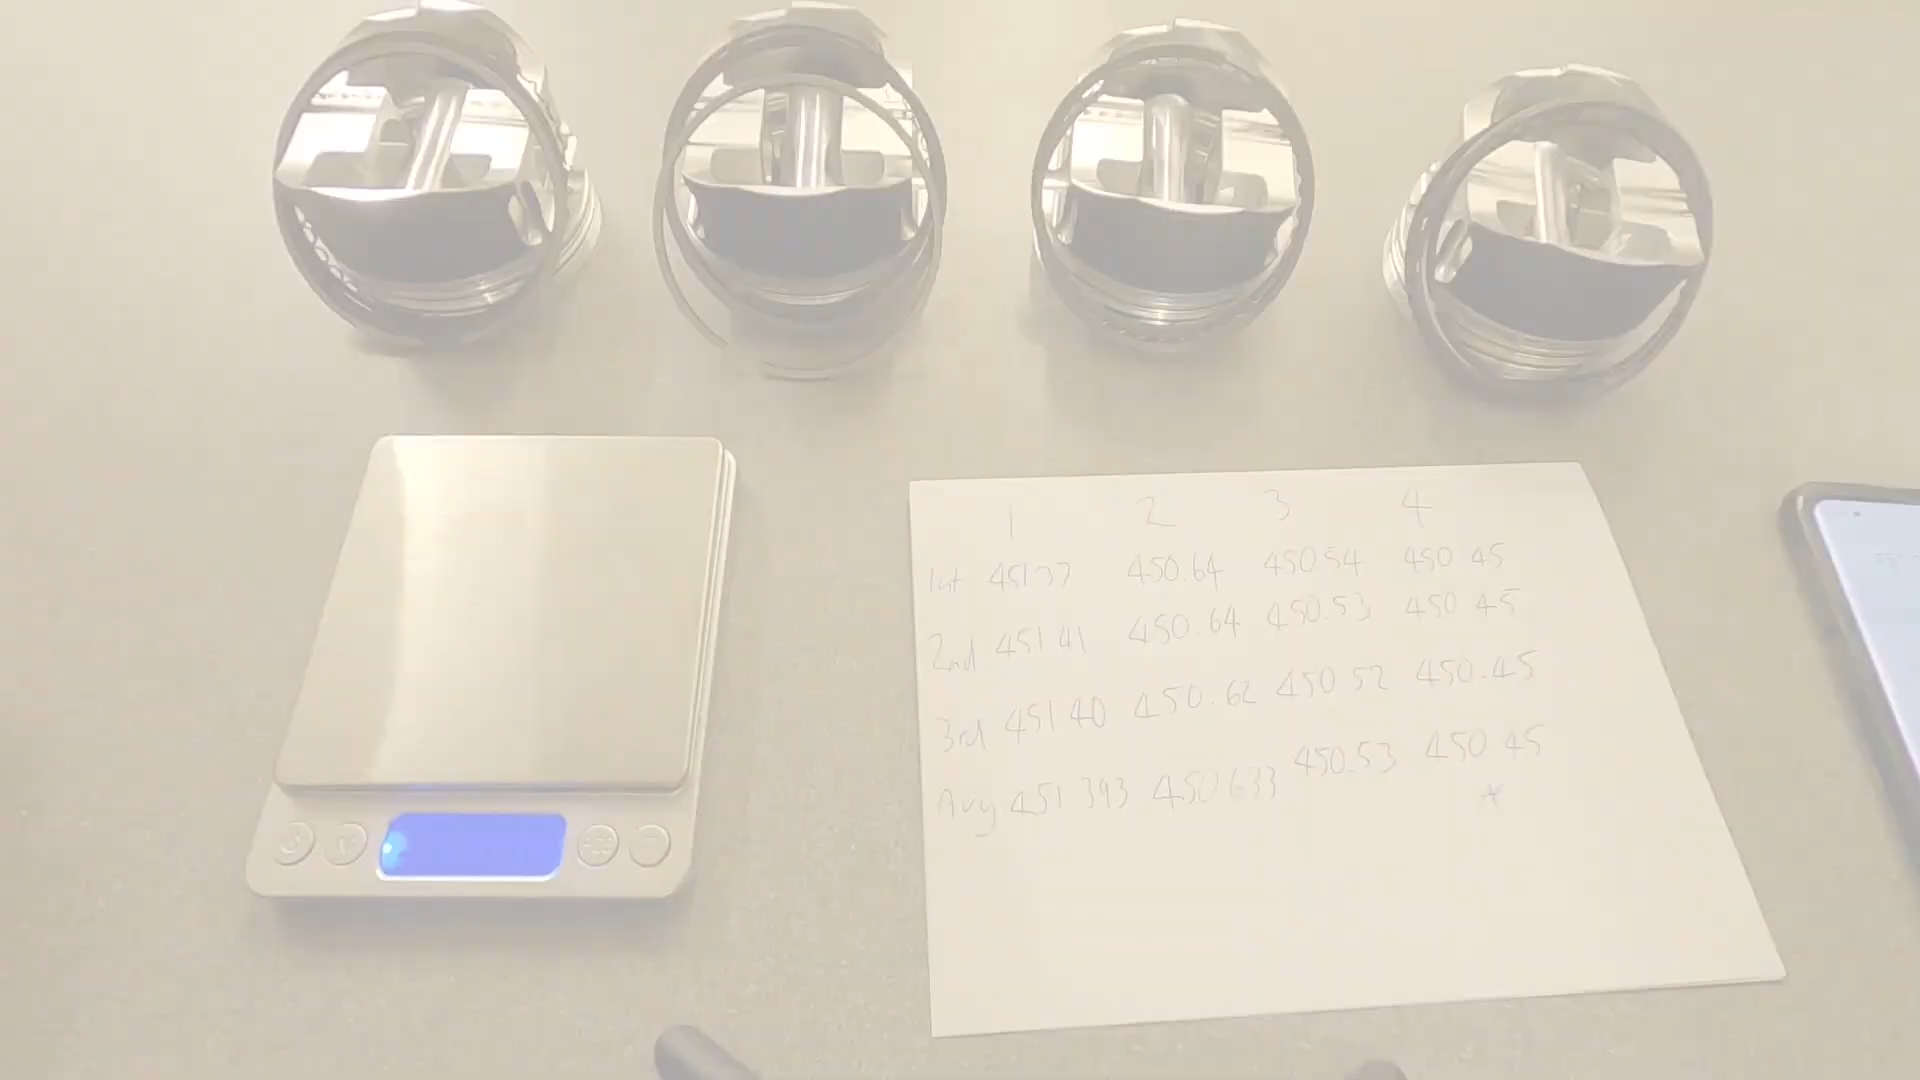 1 2 3 4
1st 451.37 450.64 450.54 450.45
2nd 451.41 450.64 450.53 450.45
3rd 451.40 450.62 450.52 450.45
Avg 451.393 450.633 450.53 450.45
*